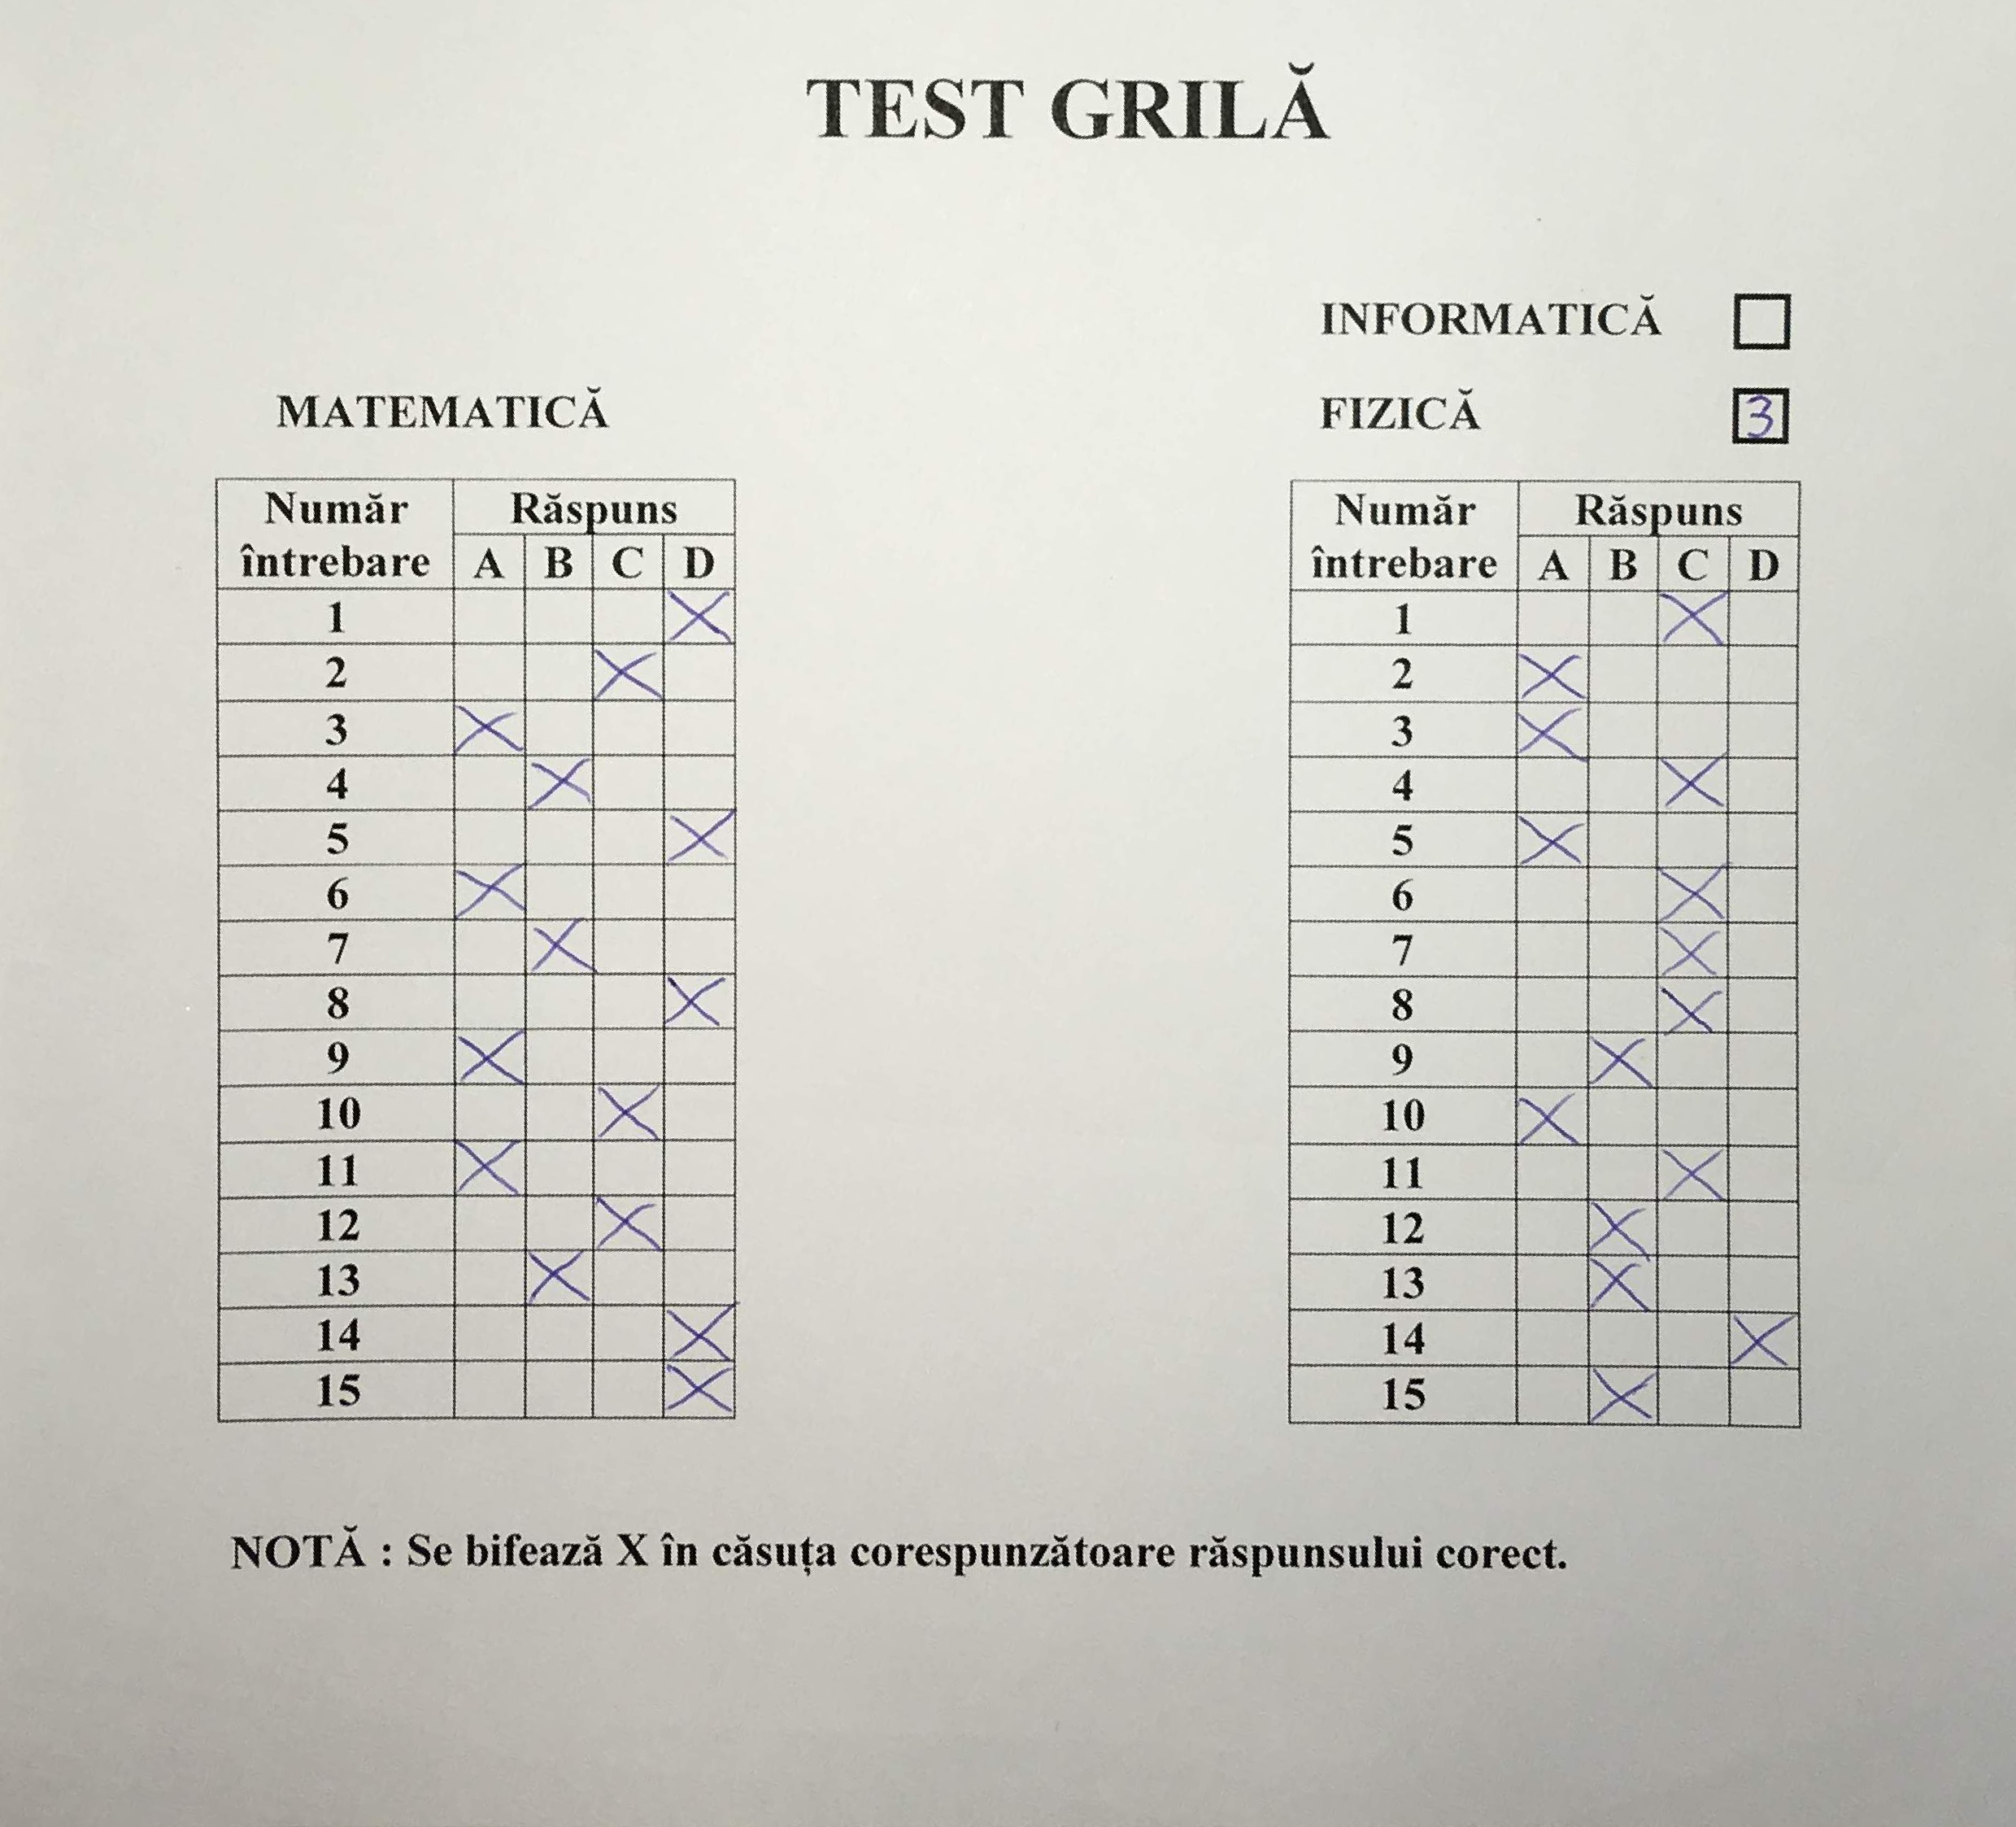 TEST GRILĂ
INFORMATICĂ
MATEMATICĂ
FIZICĂ 3
Număr întrebare Răspuns
A B C D
1 X
2 X
3 X
4 X
5 X
6 X
7 X
8 X
9 X
10 X
11 X
12 X
13 X
14 X
15 X
Număr întrebare Răspuns
A B C D
1 X
2 X
3 X
4 X
5 X
6 X
7 X
8 X
9 X
10 X
11 X
12 X
13 X
14 X
15 X
NOTĂ : Se bifează X în căsuța corespunzătoare răspunsului corect.